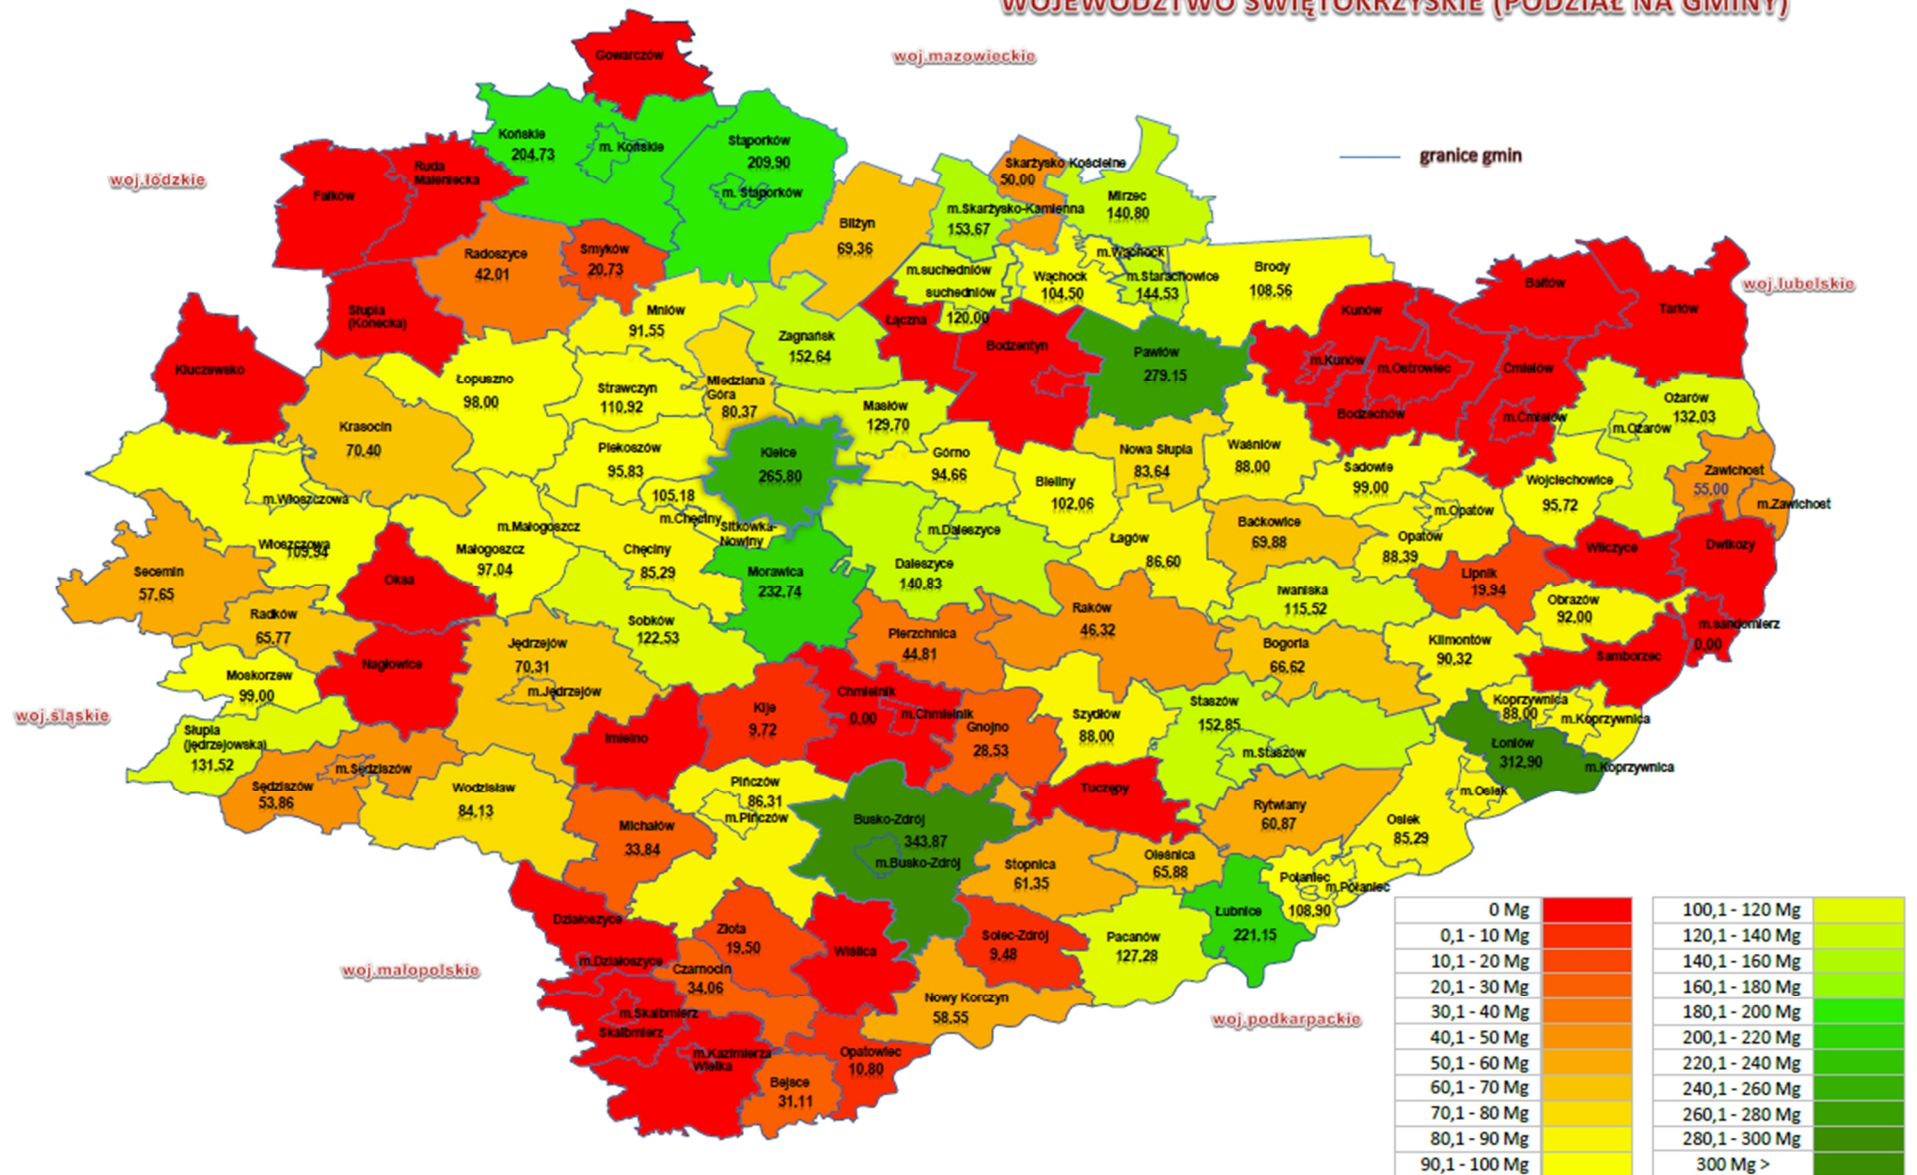 WOJEWÓDZTWO ŚWIĘTOKRZYSKIE (PODZIAŁ NA GMINY)
woj.mazowieckie
woj.łódzkie
woj.lubelskie
woj.śląskie
woj.małopolskie
woj.podkarpackie
granice gmin
Gowarczów
Końskie
204.73
m. Końskie
Stąporków
209.90
m. Stąporków
Fałków
Ruda
Maleniecka
Radoszyce
42.01
Smyków
20.73
Bliżyn
69.36
Skarżysko Kościelne
50.00
m.Skarżysko-Kamienna
153.67
Mirzec
140.80
m.suchedniów
suchedniów
120.00
Wąchock
104.50
m.Wąchock
m.Starachowice
144.53
Brody
108.56
Słupia
(Konecka)
Mniów
91.55
Zagnańsk
152.64
Łączna
Bodzentyn
Pawłów
279.15
Kunów
m.Kunów
m.Ostrowiec
Bodzechów
Bałtów
Tarłów
Ćmielów
m.Ćmielów
Kluczewsko
Krasocin
70.40
Łopuszno
98.00
Strawczyn
110.92
Miedziana
Góra
80.37
Masłów
129.70
Ożarów
132.03
m.Ożarów
Piekoszów
95.83
Kielce
265.80
Górno
94.66
Bieliny
102.06
Nowa Słupia
83.64
Waśniów
88.00
Sadowie
99.00
Wojciechowice
95.72
Zawichost
55.00
m.Zawichost
m.Włoszczowa
Włoszczowa
109.94
m.Małogoszcz
Małogoszcz
97.04
105.18
m.Chęciny
Chęciny
85.29
Sitkówka-
Nowiny
m.Daleszyce
Daleszyce
140.83
Łagów
86.60
Baćkowice
69.88
m.Opatów
Opatów
88.39
Wilczyce
Dwikozy
Secemin
57.65
Oksa
Morawica
232.74
Iwaniska
115.52
Lipnik
19.94
Obrazów
92.00
m.sandomierz
0.00
Samborzec
Radków
65.77
Nagłowice
Jędrzejów
70.31
m.Jędrzejów
Sobków
122.53
Pierzchnica
44.81
Raków
46.32
Bogoria
66.62
Klimontów
90.32
Moskorzew
99.00
Słupia
(jędrzejowska)
131.52
Sędziszów
53.86
m.Sędziszów
Wodzisław
84.13
Imielno
Kije
9.72
Chmielnik
0.00
m.Chmielnik
Gnojno
28.53
Szydłów
88.00
Staszów
152.85
m.Staszów
Koprzywnica
88.00
m.Koprzywnica
Łoniów
312.90
m.Koprzywnica
Michałów
33.84
Pińczów
86.31
m.Pińczów
Busko-Zdrój
343.87
m.Busko-Zdrój
Tuczępy
Rytwiany
60.87
m.Osiek
Osiek
85.29
Stopnica
61.35
Oleśnica
65.88
Połaniec
m.Połaniec
108.90
Łubnice
221.15
Działoszyce
m.Działoszyce
Złota
19.50
Wiślica
Solec-Zdrój
9.48
Pacanów
127.28
Czarnocin
34.06
Nowy Korczyn
58.55
m.Skalbmierz
Skalbmierz
m.Kazimierza
Wielka
Bejsce
31.11
Opatowiec
10.80
0 Mg
0,1 - 10 Mg
10,1 - 20 Mg
20,1 - 30 Mg
30,1 - 40 Mg
40,1 - 50 Mg
50,1 - 60 Mg
60,1 - 70 Mg
70,1 - 80 Mg
80,1 - 90 Mg
90,1 - 100 Mg
100,1 - 120 Mg
120,1 - 140 Mg
140,1 - 160 Mg
160,1 - 180 Mg
180,1 - 200 Mg
200,1 - 220 Mg
220,1 - 240 Mg
240,1 - 260 Mg
260,1 - 280 Mg
280,1 - 300 Mg
300 Mg >